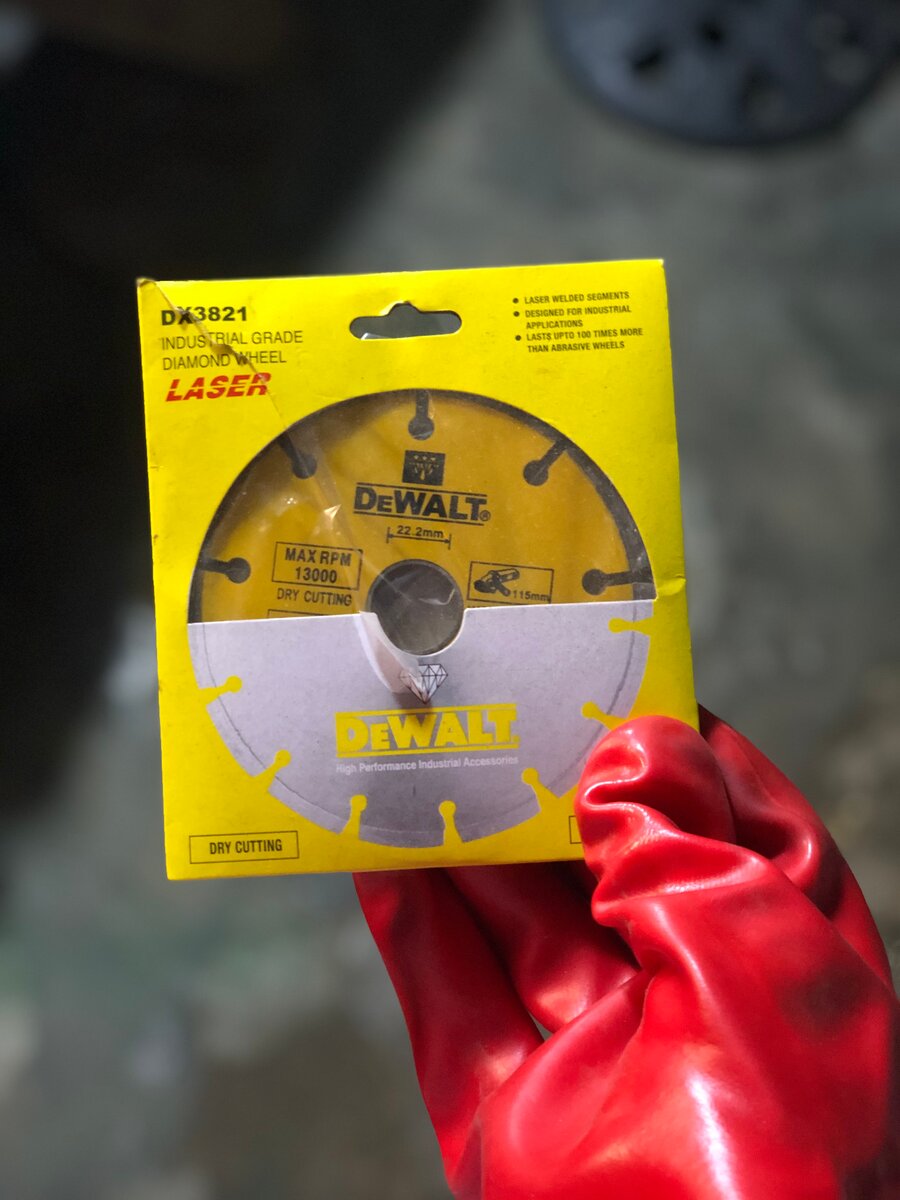 DX3821
INDUSTRIAL GRADE
DIAMOND WHEEL
LASER
● LASER WELDED SEGMENTS
● DESIGNED FOR INDUSTRIAL
APPLICATIONS
● LASTS UPTO 100 TIMES MORE
THAN ABRASIVE WHEELS
DEWALT®
22.2mm
MAX RPM
13000
DRY CUTTING
115mm
DEWALT
High Performance Industrial Accessories
DRY CUTTING